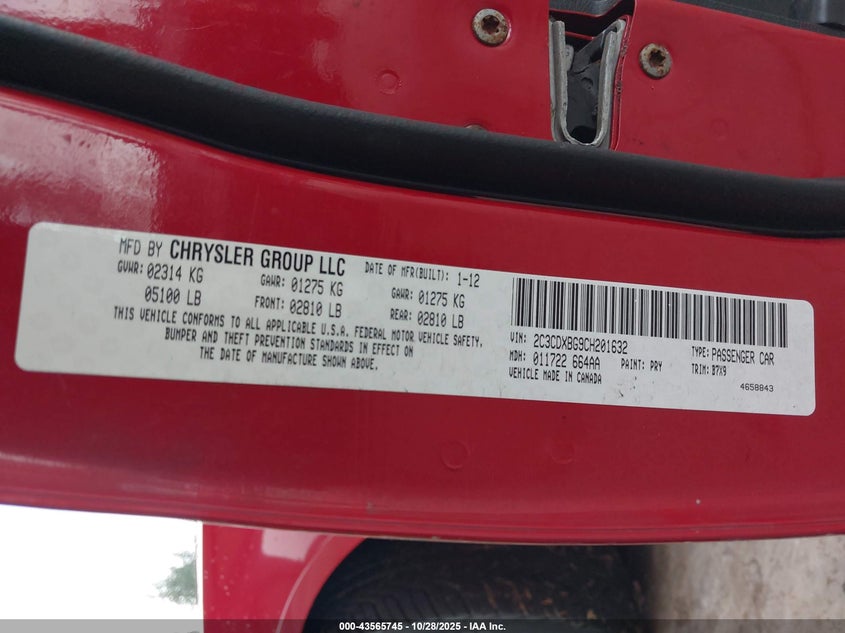 MFD BY CHRYSLER GROUP LLC DATE OF MFR(BUILT): 1-12
GVWR: 02314 KG GAWR: 01275 KG GAWR: 01275 KG
05100 LB FRONT: 02810 LB REAR: 02810 LB
THIS VEHICLE CONFORMS TO ALL APPLICABLE U.S.A. FEDERAL MOTOR VEHICLE SAFETY,
BUMPER AND THEFT PREVENTION STANDARDS IN EFFECT ON
THE DATE OF MANUFACTURE SHOWN ABOVE.
VIN: 2C3CDXBG9CH201632 TYPE: PASSENGER CAR
MDH: 011722 664AA PAINT: PRY TRIM: B7X9
VEHICLE MADE IN CANADA 4658843
000-43565745 - 10/28/2025 - IAA Inc.